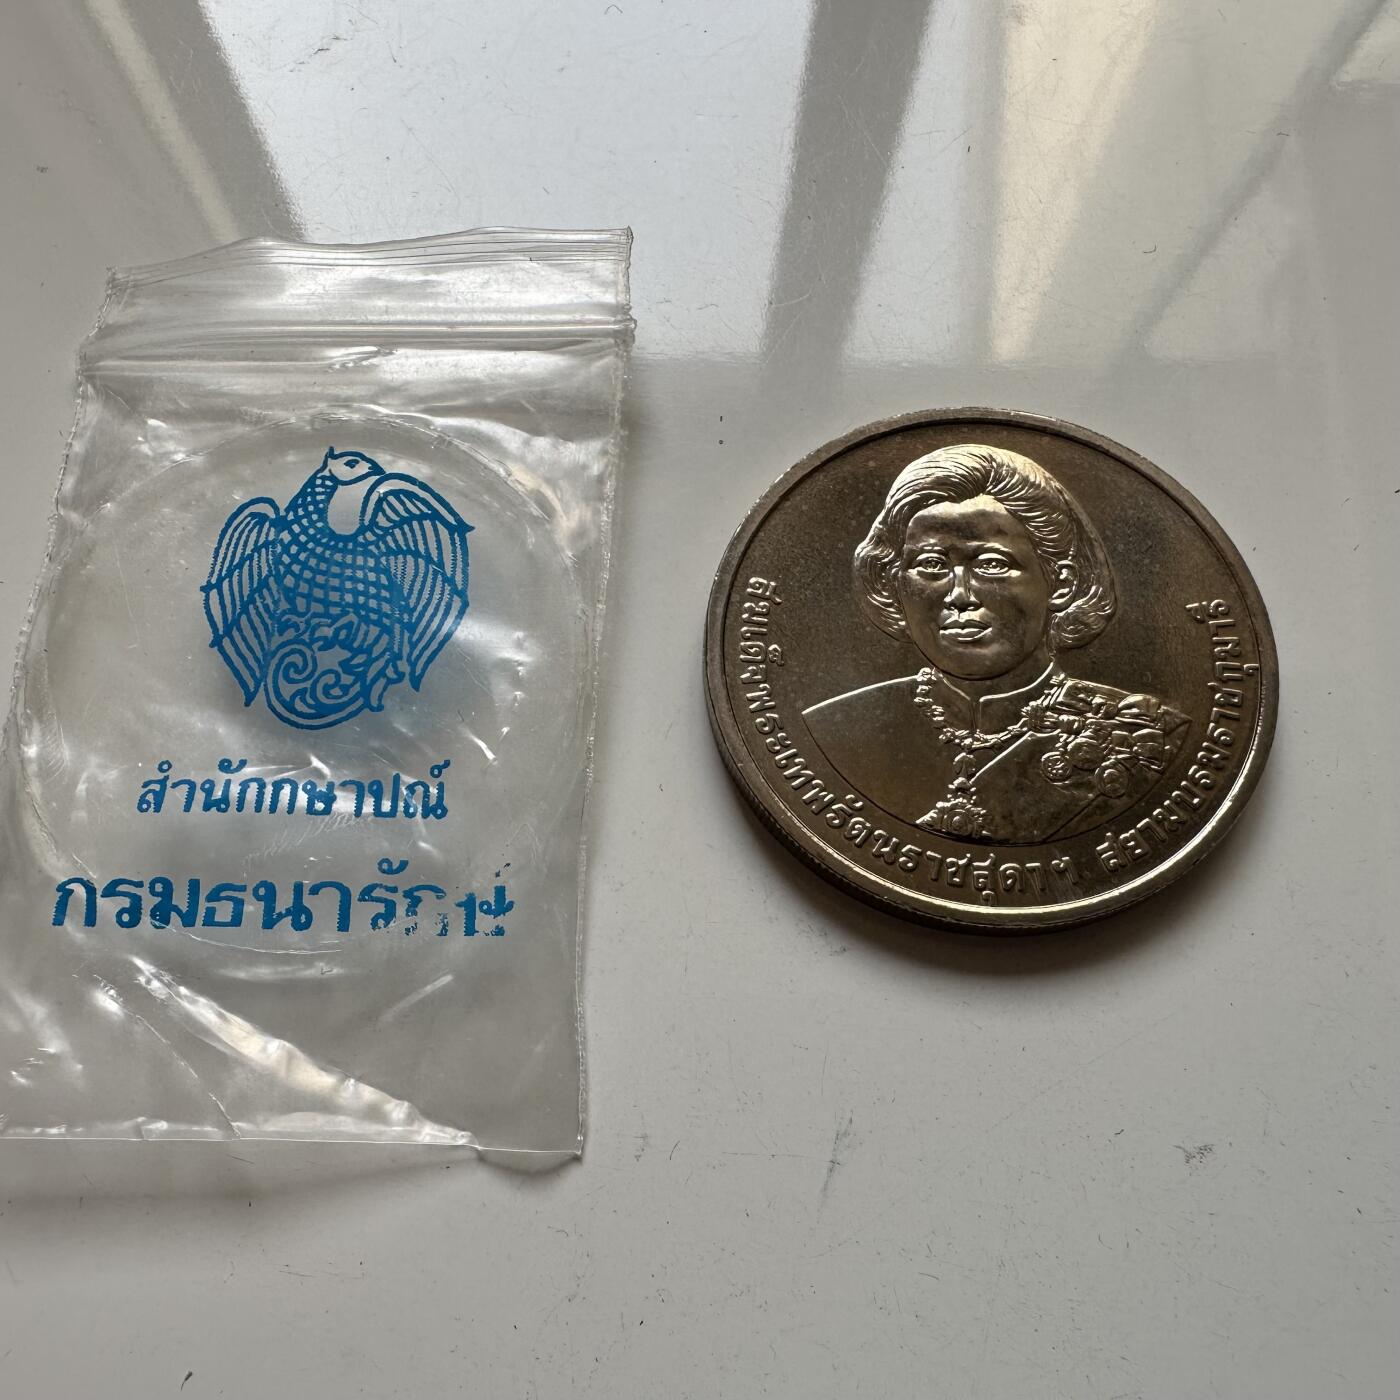 สำนักกษาปณ์
กรมธนารักษ์
สมเด็จพระเทพรัตนราชสุดาฯ สยามบรมราชกุมารี